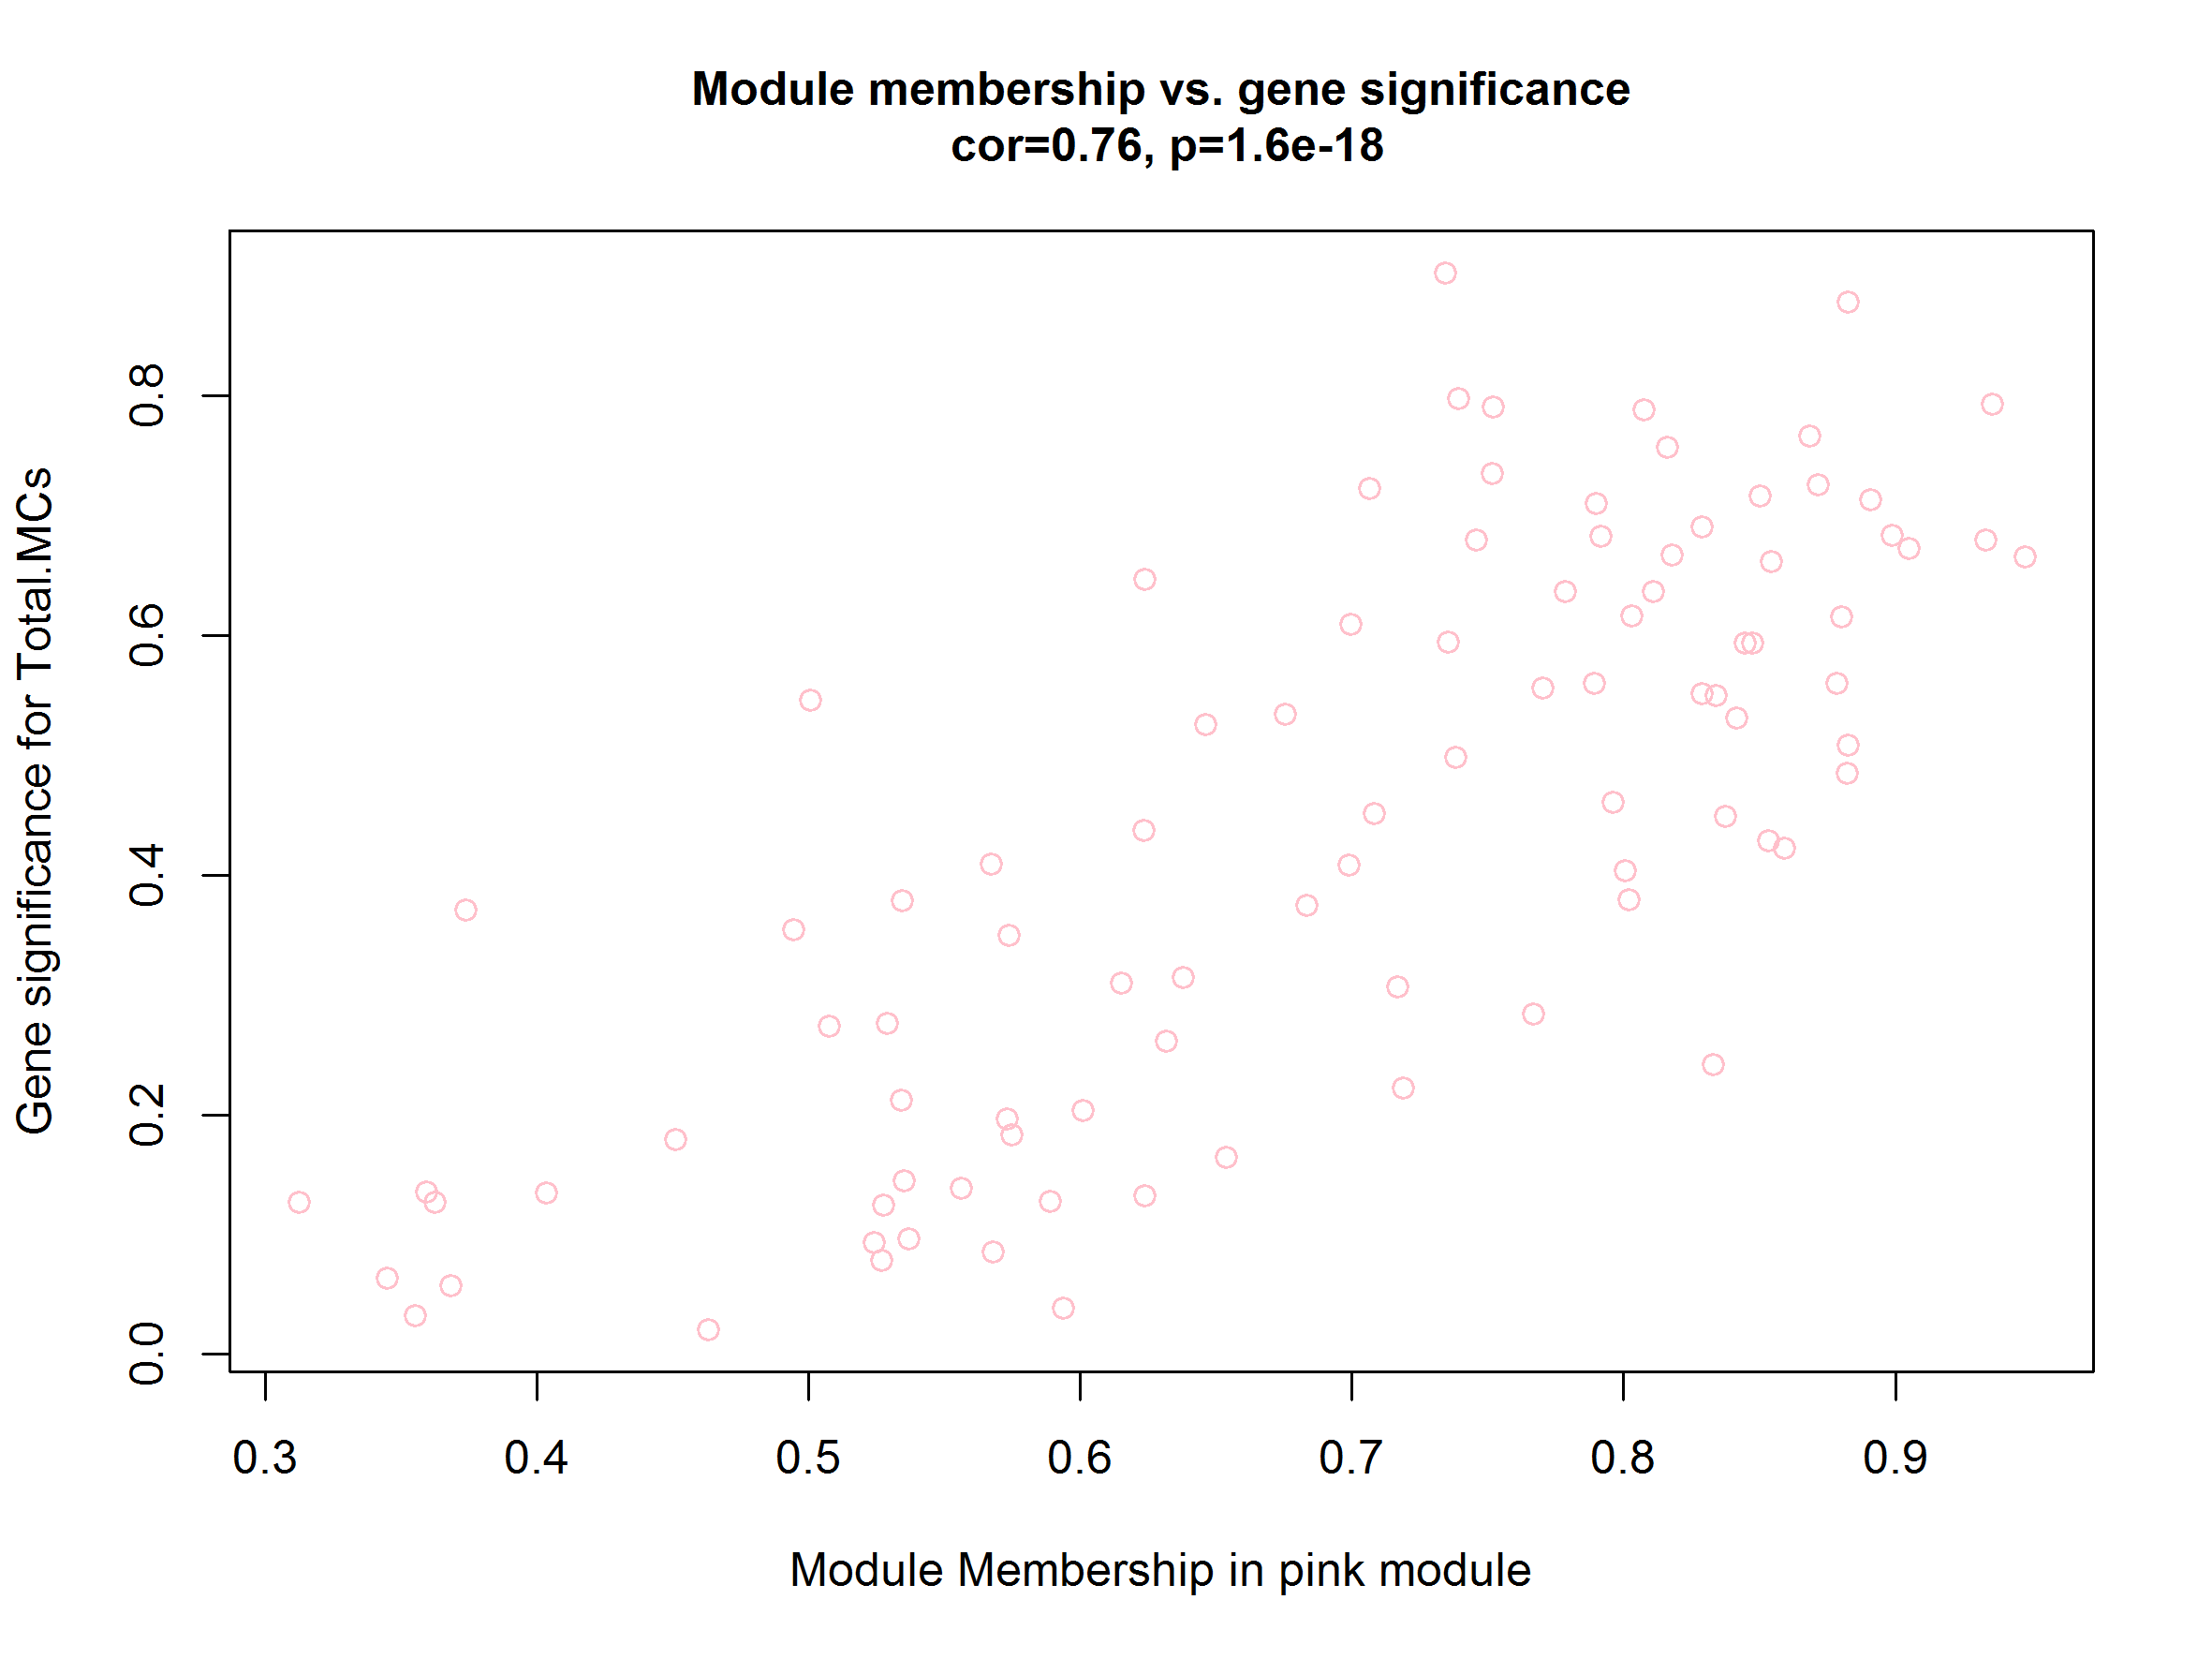 Module membership vs. gene significance
cor=0.76, p=1.6e-18
Gene significance for Total.MCs
0.8
0.6
0.4
0.2
0.0
0.3 0.4 0.5 0.6 0.7 0.8 0.9
Module Membership in pink module